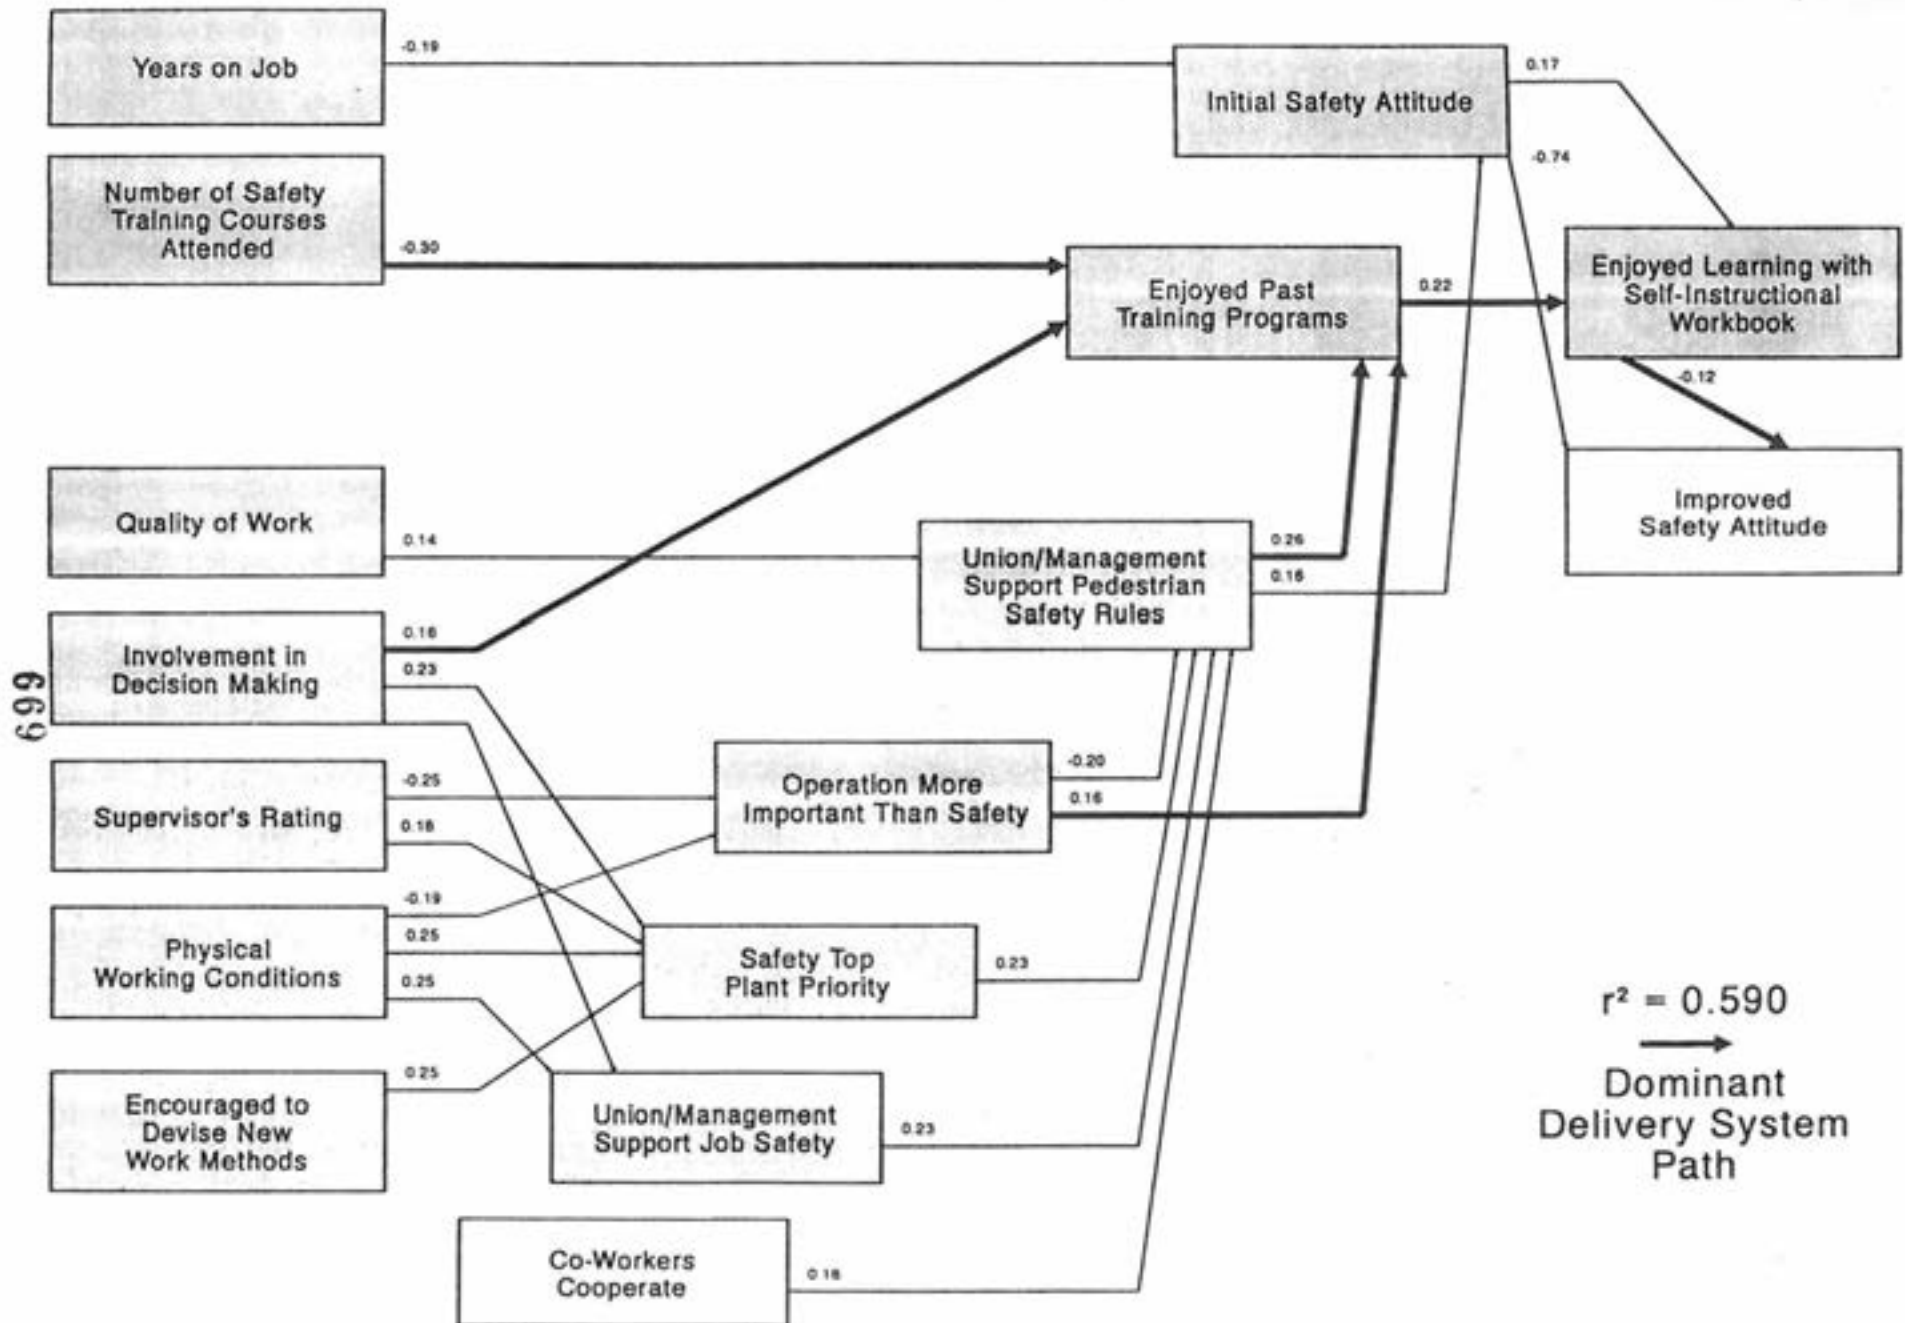 Years on Job
-0.19
Initial Safety Attitude
0.17
-0.74
Number of Safety
Training Courses
Attended
-0.30
Enjoyed Past
Training Programs
0.22
Enjoyed Learning with
Self-Instructional
Workbook
-0.12
Improved
Safety Attitude
Quality of Work
0.14
Union/Management
Support Pedestrian
Safety Rules
0.26
0.16
Involvement in
Decision Making
0.16
0.23
699
Supervisor's Rating
-0.25
0.18
Operation More
Important Than Safety
-0.20
0.16
Physical
Working Conditions
-0.19
0.25
0.25
Safety Top
Plant Priority
0.23
Encouraged to
Devise New
Work Methods
0.25
Union/Management
Support Job Safety
0.23
Co-Workers
Cooperate
0.16
r² = 0.590
Dominant
Delivery System
Path